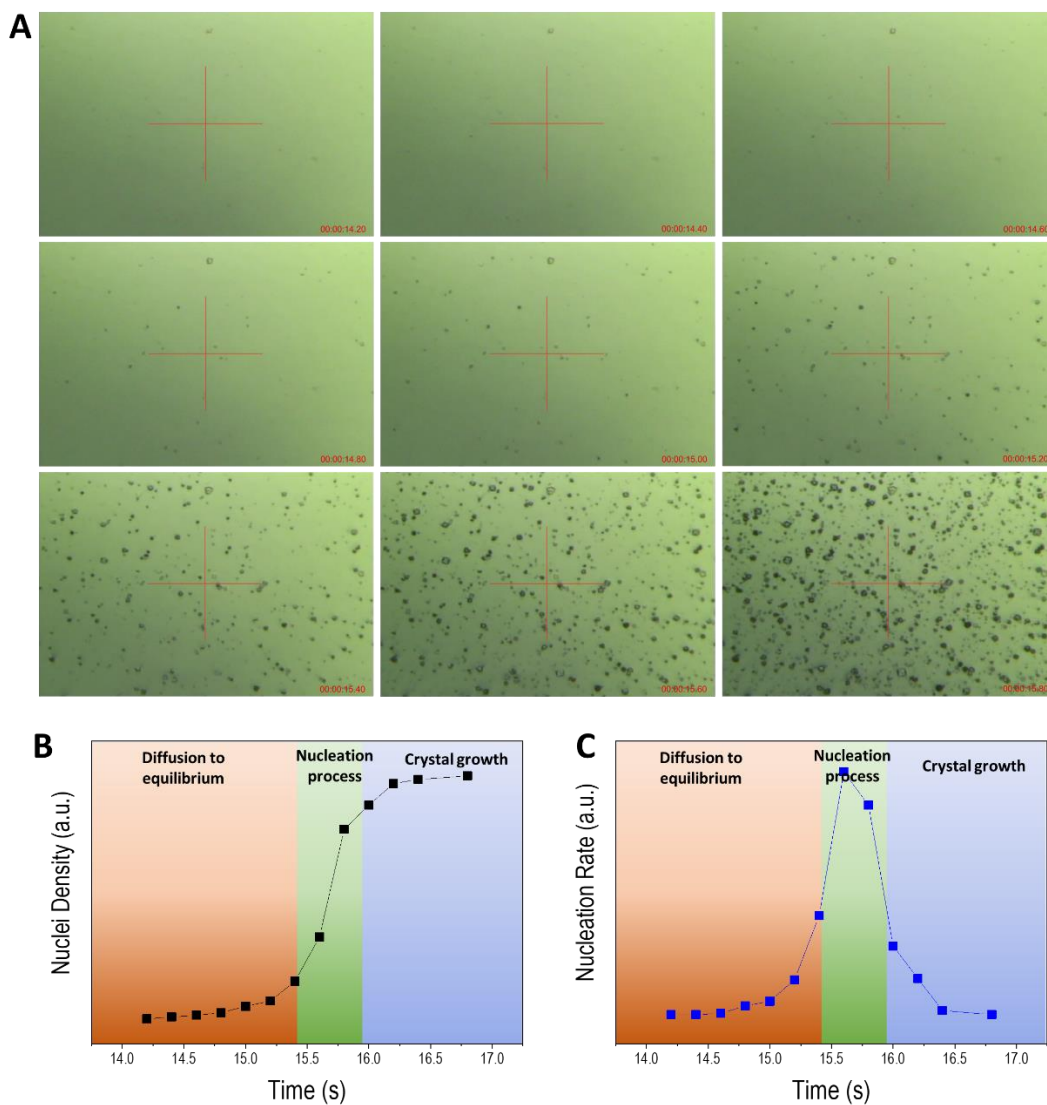 A
00:00:14.20
00:00:14.40
00:00:14.60
00:00:14.80
00:00:15.00
00:00:15.20
00:00:15.40
00:00:15.60
00:00:15.80
B
Diffusion to
equilibrium
Nucleation
process
Crystal growth
Nuclei Density (a.u.)
14.0 14.5 15.0 15.5 16.0 16.5 17.0
Time (s)
C
Diffusion to
equilibrium
Nucleation
process
Crystal growth
Nucleation Rate (a.u.)
14.0 14.5 15.0 15.5 16.0 16.5 17.0
Time (s)